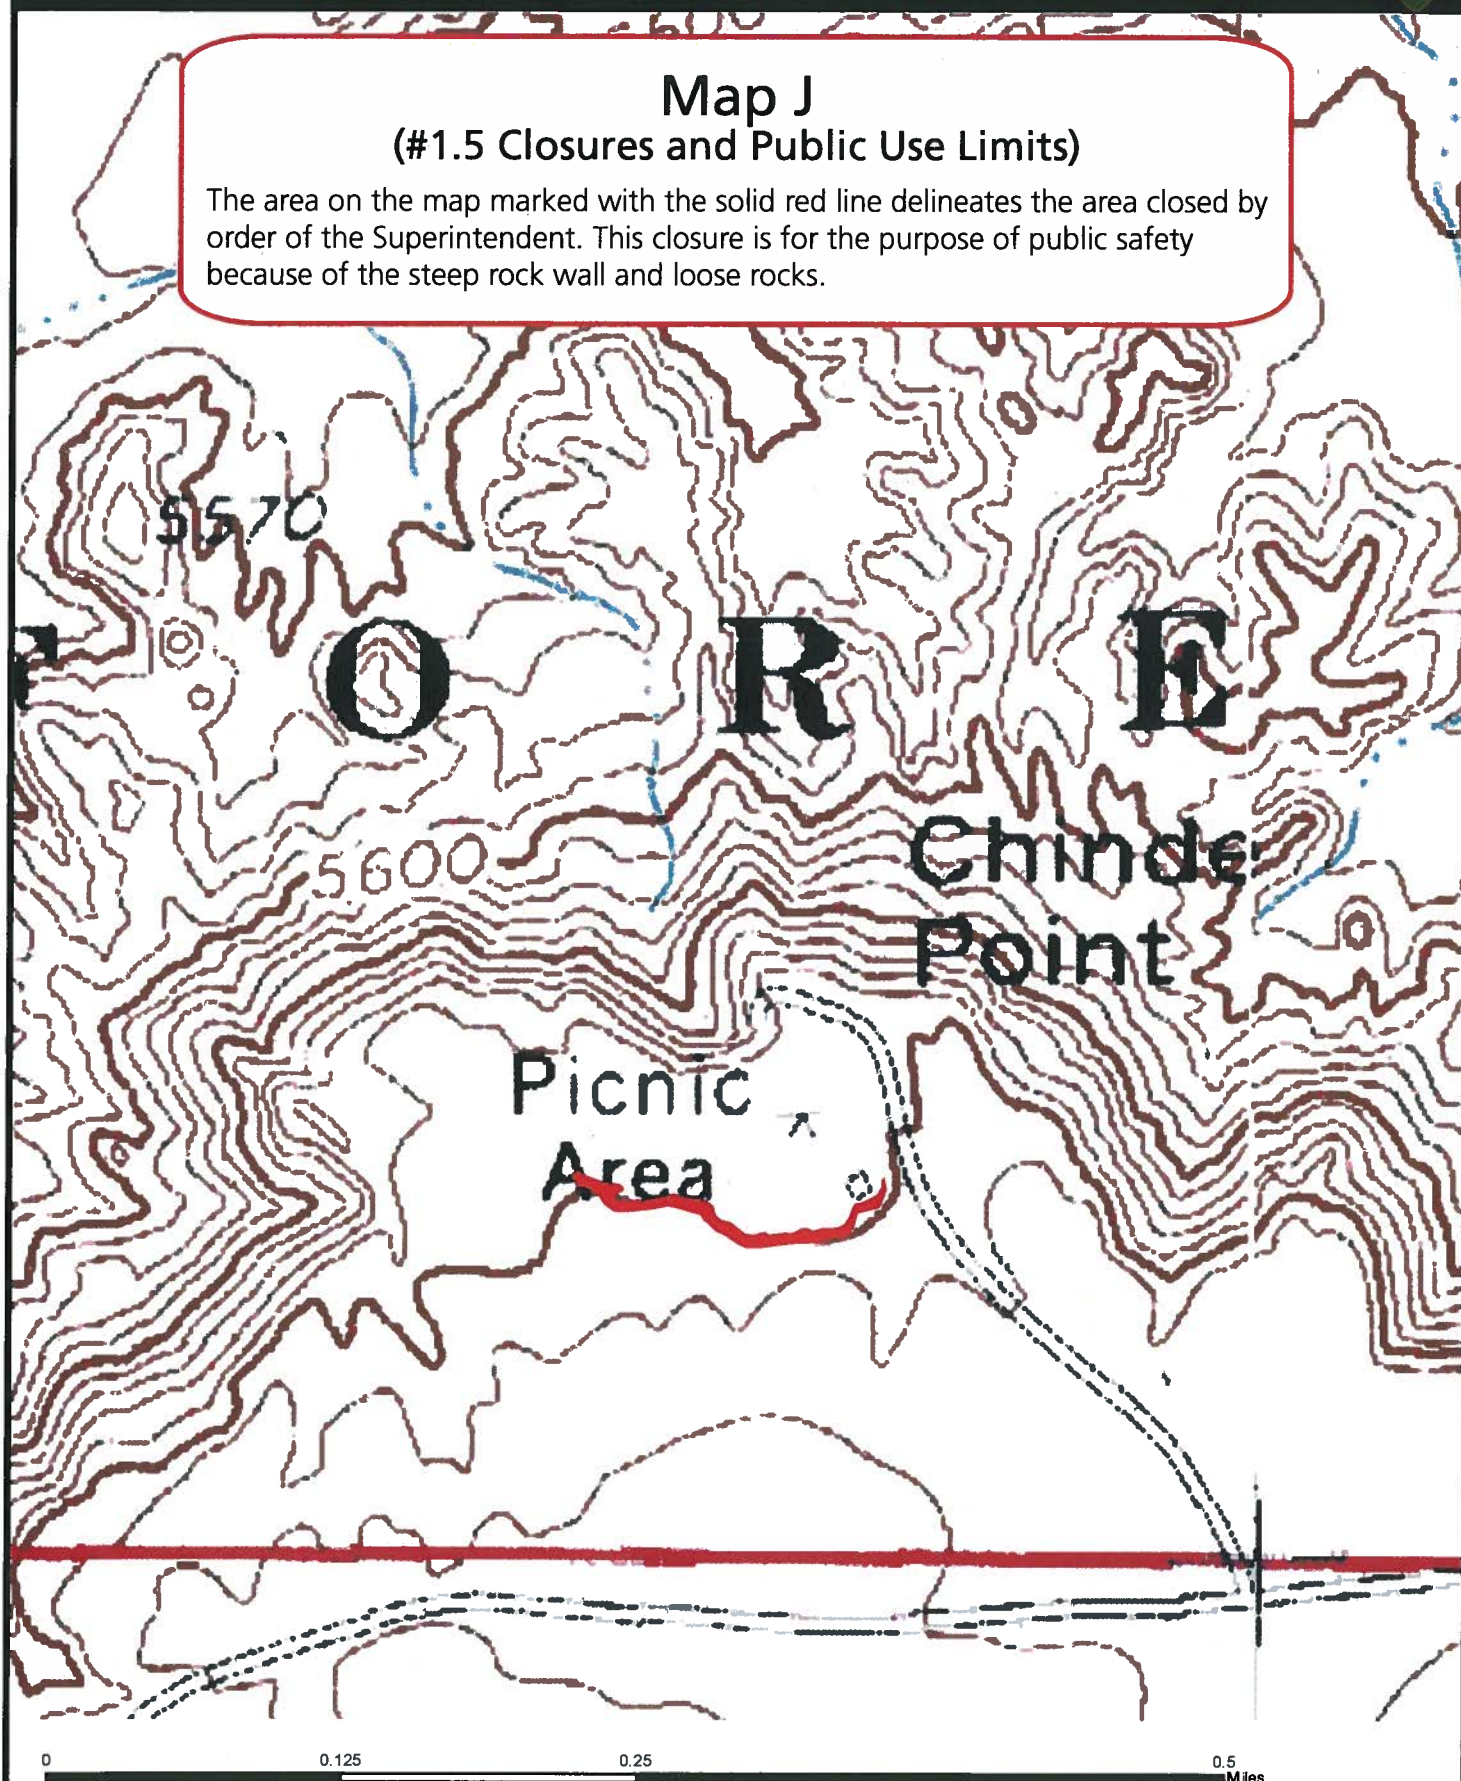 Map J
(#1.5 Closures and Public Use Limits)
The area on the map marked with the solid red line delineates the area closed by
order of the Superintendent. This closure is for the purpose of public safety
because of the steep rock wall and loose rocks.
5570
O R E
5600
Chinde
Point
Picnic
Area
0 0.125 0.25 0.5
Miles